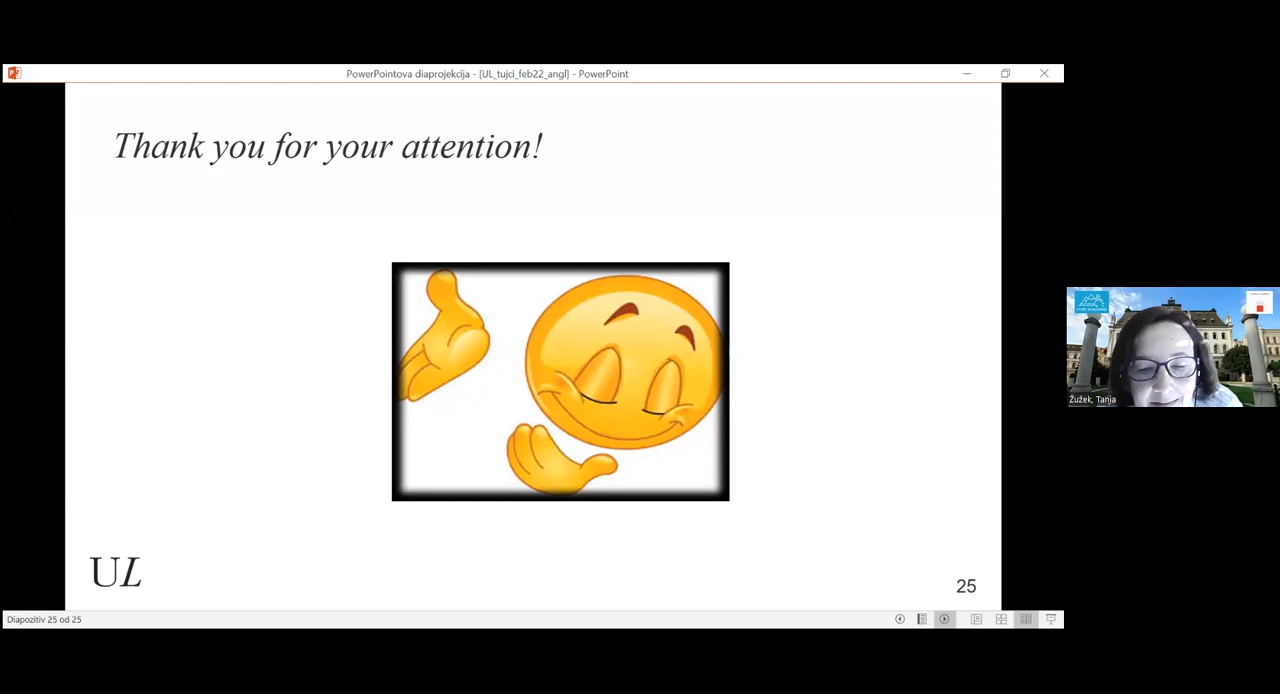 PowerPointova diaprojekcija - [UL_tujci_feb22_angl] - PowerPoint
Thank you for your attention!
UL
25
Diapozitiv 25 od 25
Žužek, Tanja